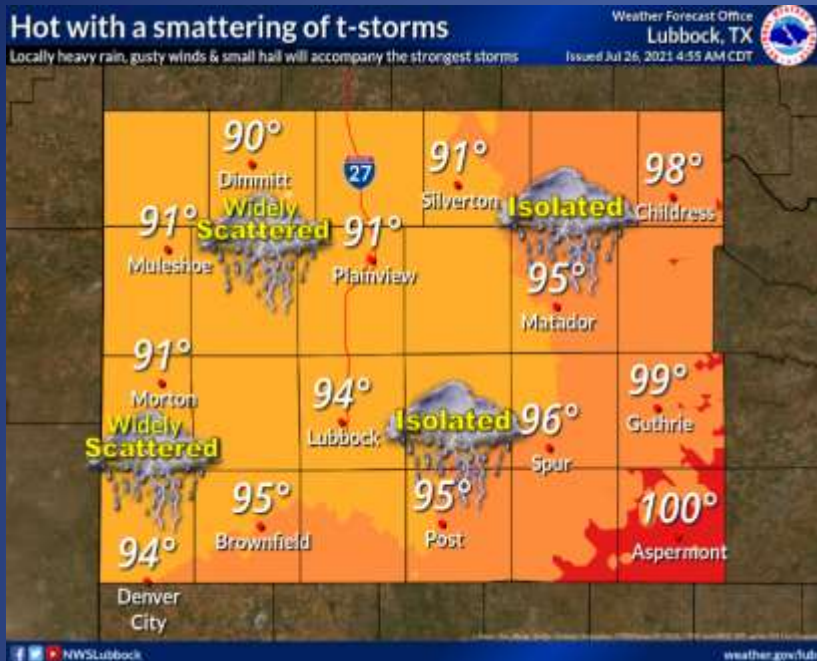 Hot with a smattering of t-storms
Locally heavy rain, gusty winds & small hail will accompany the strongest storms
Weather Forecast Office
Lubbock, TX
Issued Jul 26, 2021 4:55 AM CDT
90°
Dimmitt
27
91°
Silverton
98°
Childress
Widely
Scattered
Isolated
91°
Muleshoe
91°
Plainview
95°
Matador
91°
Morton
94°
Lubbock
Isolated
96°
Spur
99°
Guthrie
Widely
Scattered
95°
Brownfield
95°
Post
100°
Aspermont
94°
Denver
City
NWSLubbock
weather.gov/lub